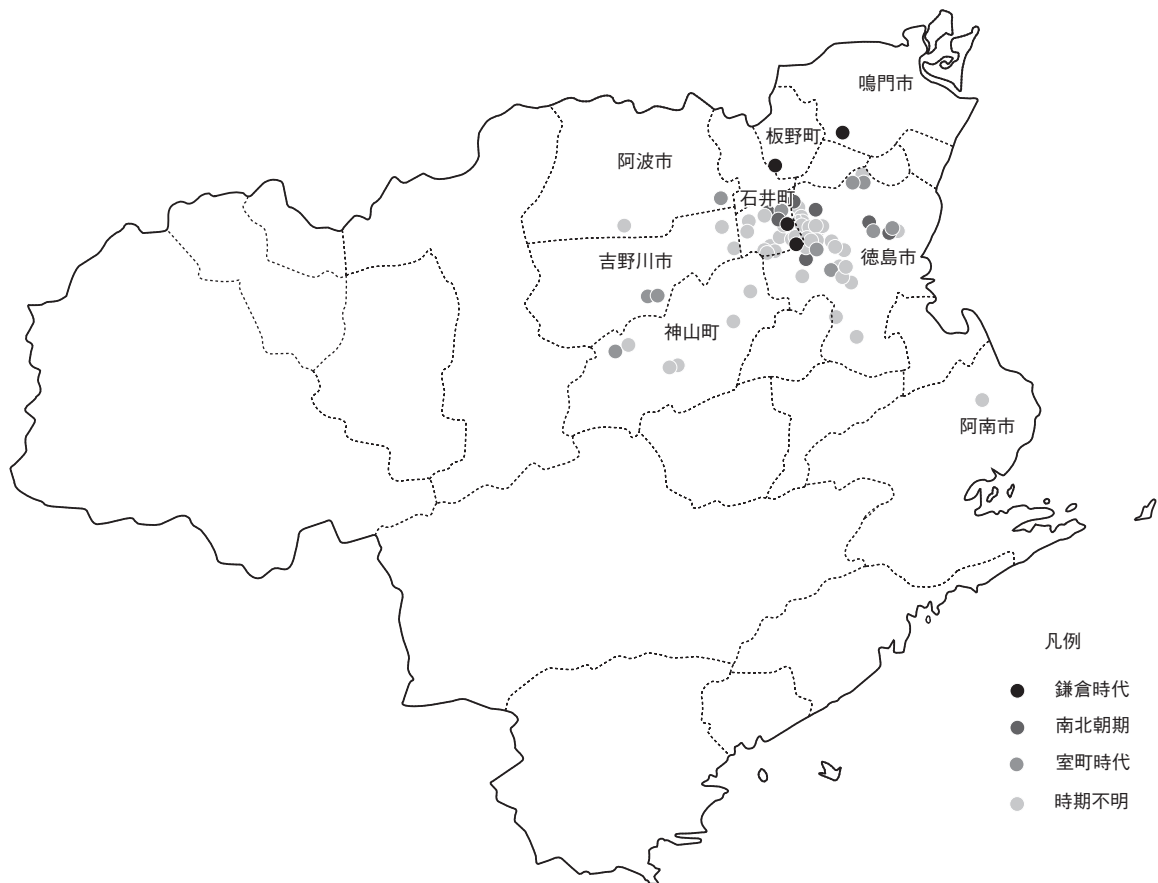 鳴門市
板野町
阿波市
石井町
徳島市
吉野川市
神山町
阿南市
凡例
鎌倉時代
南北朝期
室町時代
時期不明